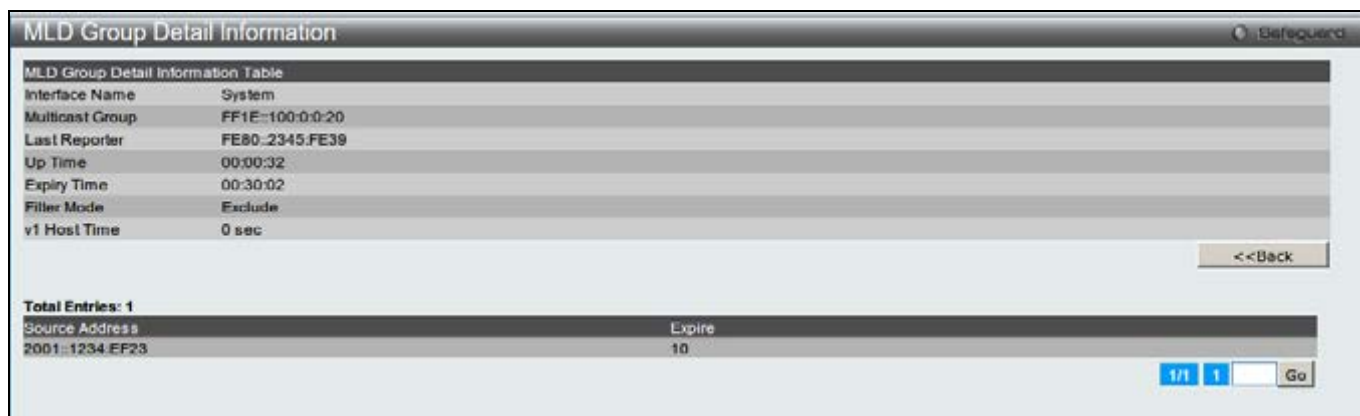 MLD Group Detail Information
Safeguard
MLD Group Detail Information Table
Interface Name System
Multicast Group FF1E::100:0:0:20
Last Reporter FE80::2345:FE39
Up Time 00:00:32
Expiry Time 00:30:02
Filter Mode Exclude
v1 Host Time 0 sec
<<Back
Total Entries: 1
Source Address Expire
2001::1234:EF23 10
1/1 1 Go